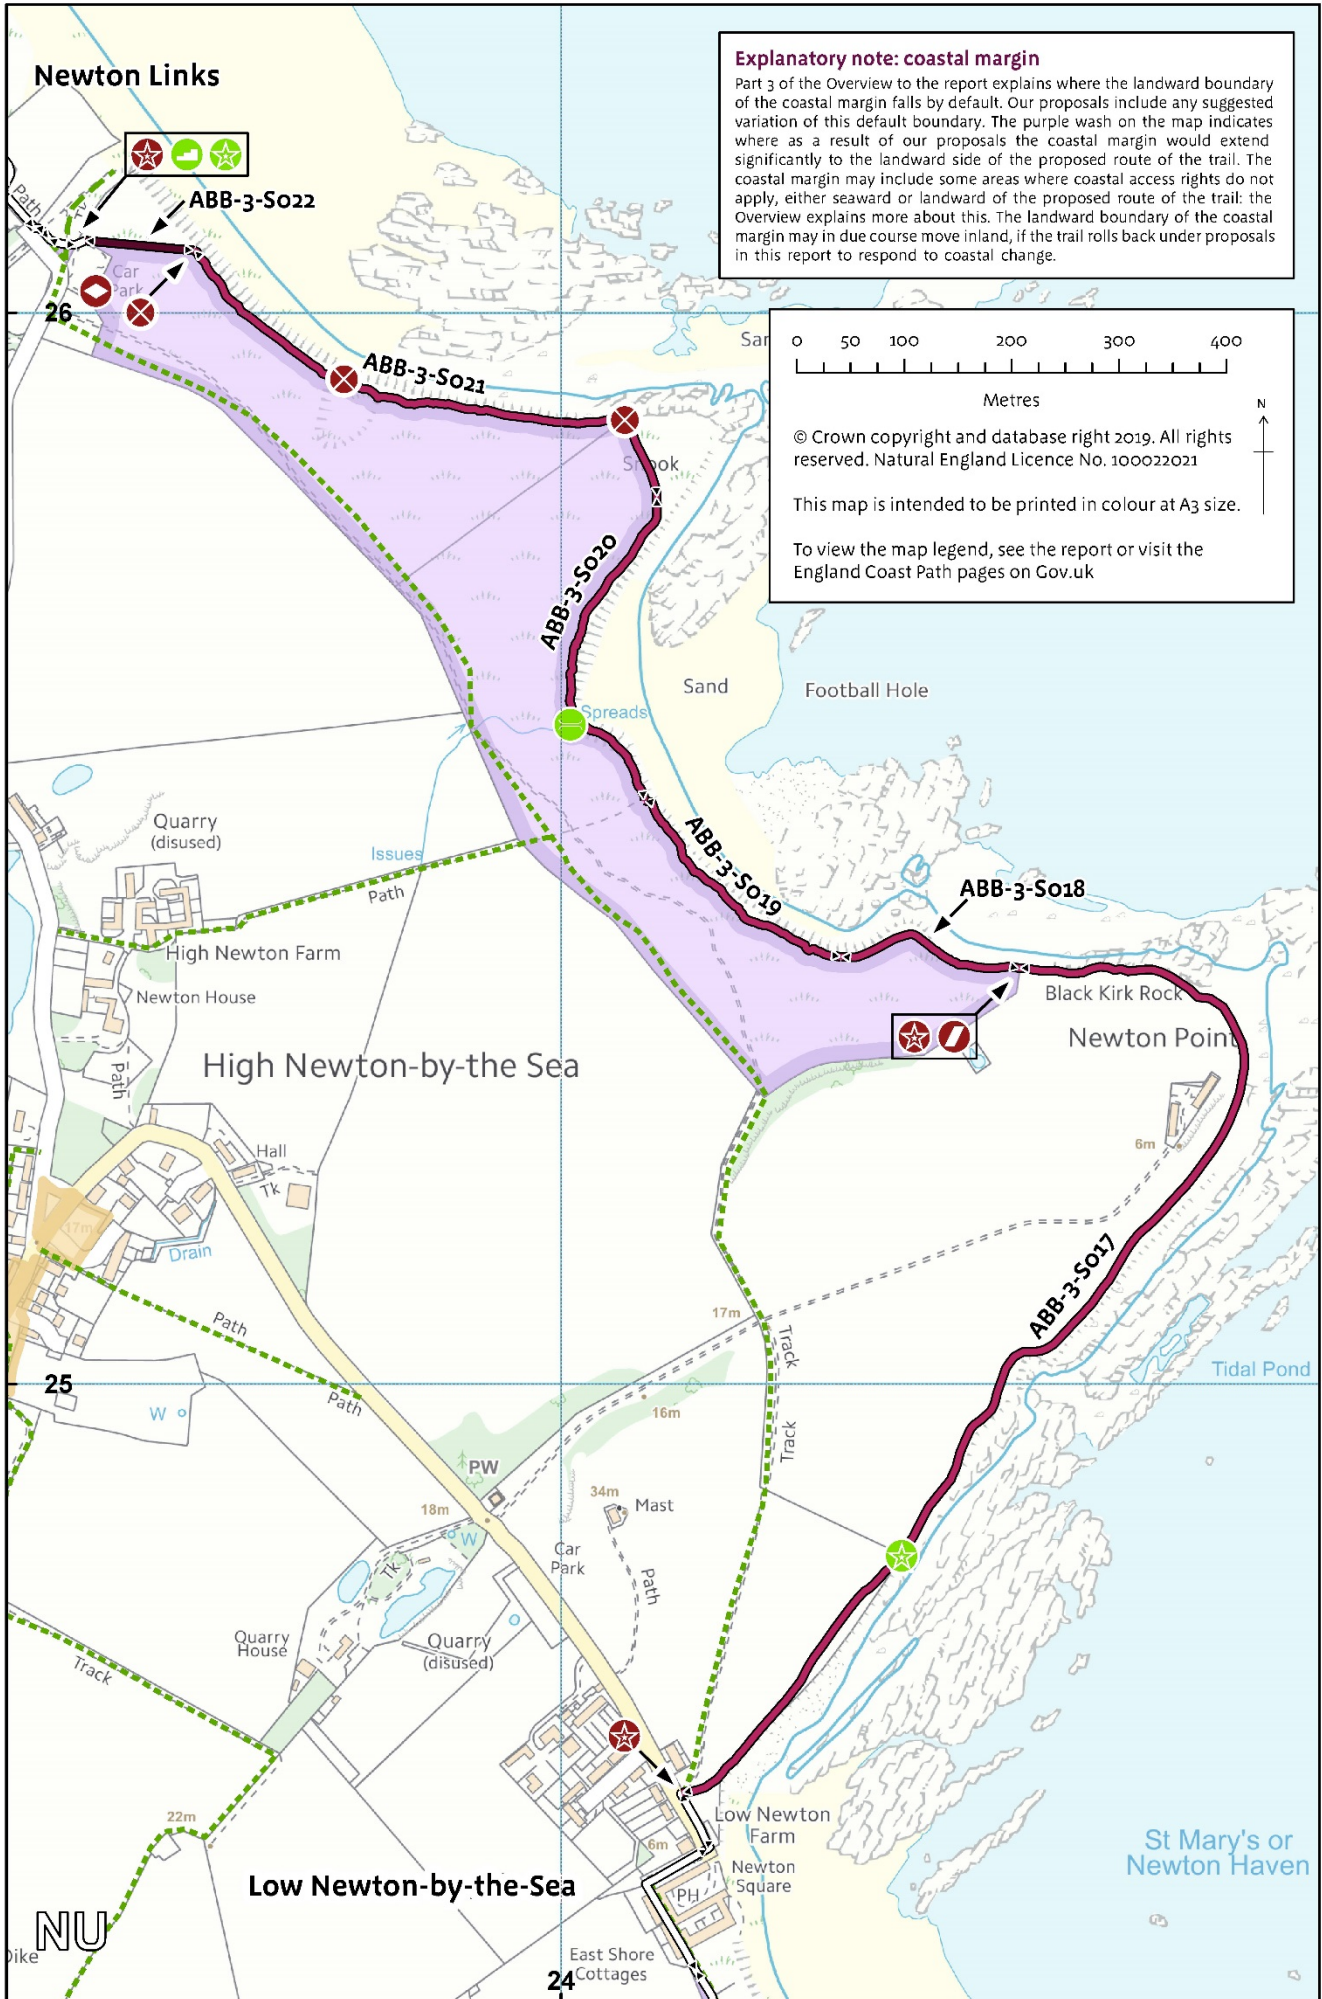 Newton Links
Explanatory note: coastal margin
Part 3 of the Overview to the report explains where the landward boundary
of the coastal margin falls by default. Our proposals include any suggested
variation of this default boundary. The purple wash on the map indicates
where as a result of our proposals the coastal margin would extend
significantly to the landward side of the proposed route of the trail. The
coastal margin may include some areas where coastal access rights do not
apply, either seaward or landward of the proposed route of the trail: the
Overview explains more about this. The landward boundary of the coastal
margin may in due course move inland, if the trail rolls back under proposals
in this report to respond to coastal change.
Path
ABB-3-S022
Car
Park
26
0 50 100 200 300 400
Metres
N
© Crown copyright and database right 2019. All rights
reserved. Natural England Licence No. 100022021
This map is intended to be printed in colour at A3 size.
To view the map legend, see the report or visit the
England Coast Path pages on Gov.uk
ABB-3-S021
Snook
ABB-3-S020
Sand
Football Hole
Spreads
Quarry
(disused)
Issues
Path
ABB-3-S019
ABB-3-S018
High Newton Farm
Newton House
Black Kirk Rock
Newton Point
Path
High Newton-by-the Sea
6m
Hall
Tk
17m
Drain
ABB-3-S017
Path
17m
Track
25
Tidal Pond
Path
W
16m
Track
PW
34m
Mast
18m
W
Car
Park
Tk
Path
Quarry
House
Quarry
(disused)
Track
22m
Low Newton
Farm
6m
St Mary's or
Newton Haven
Low Newton-by-the-Sea
Newton
Square
PH
NU
Dike
East Shore
Cottages
24